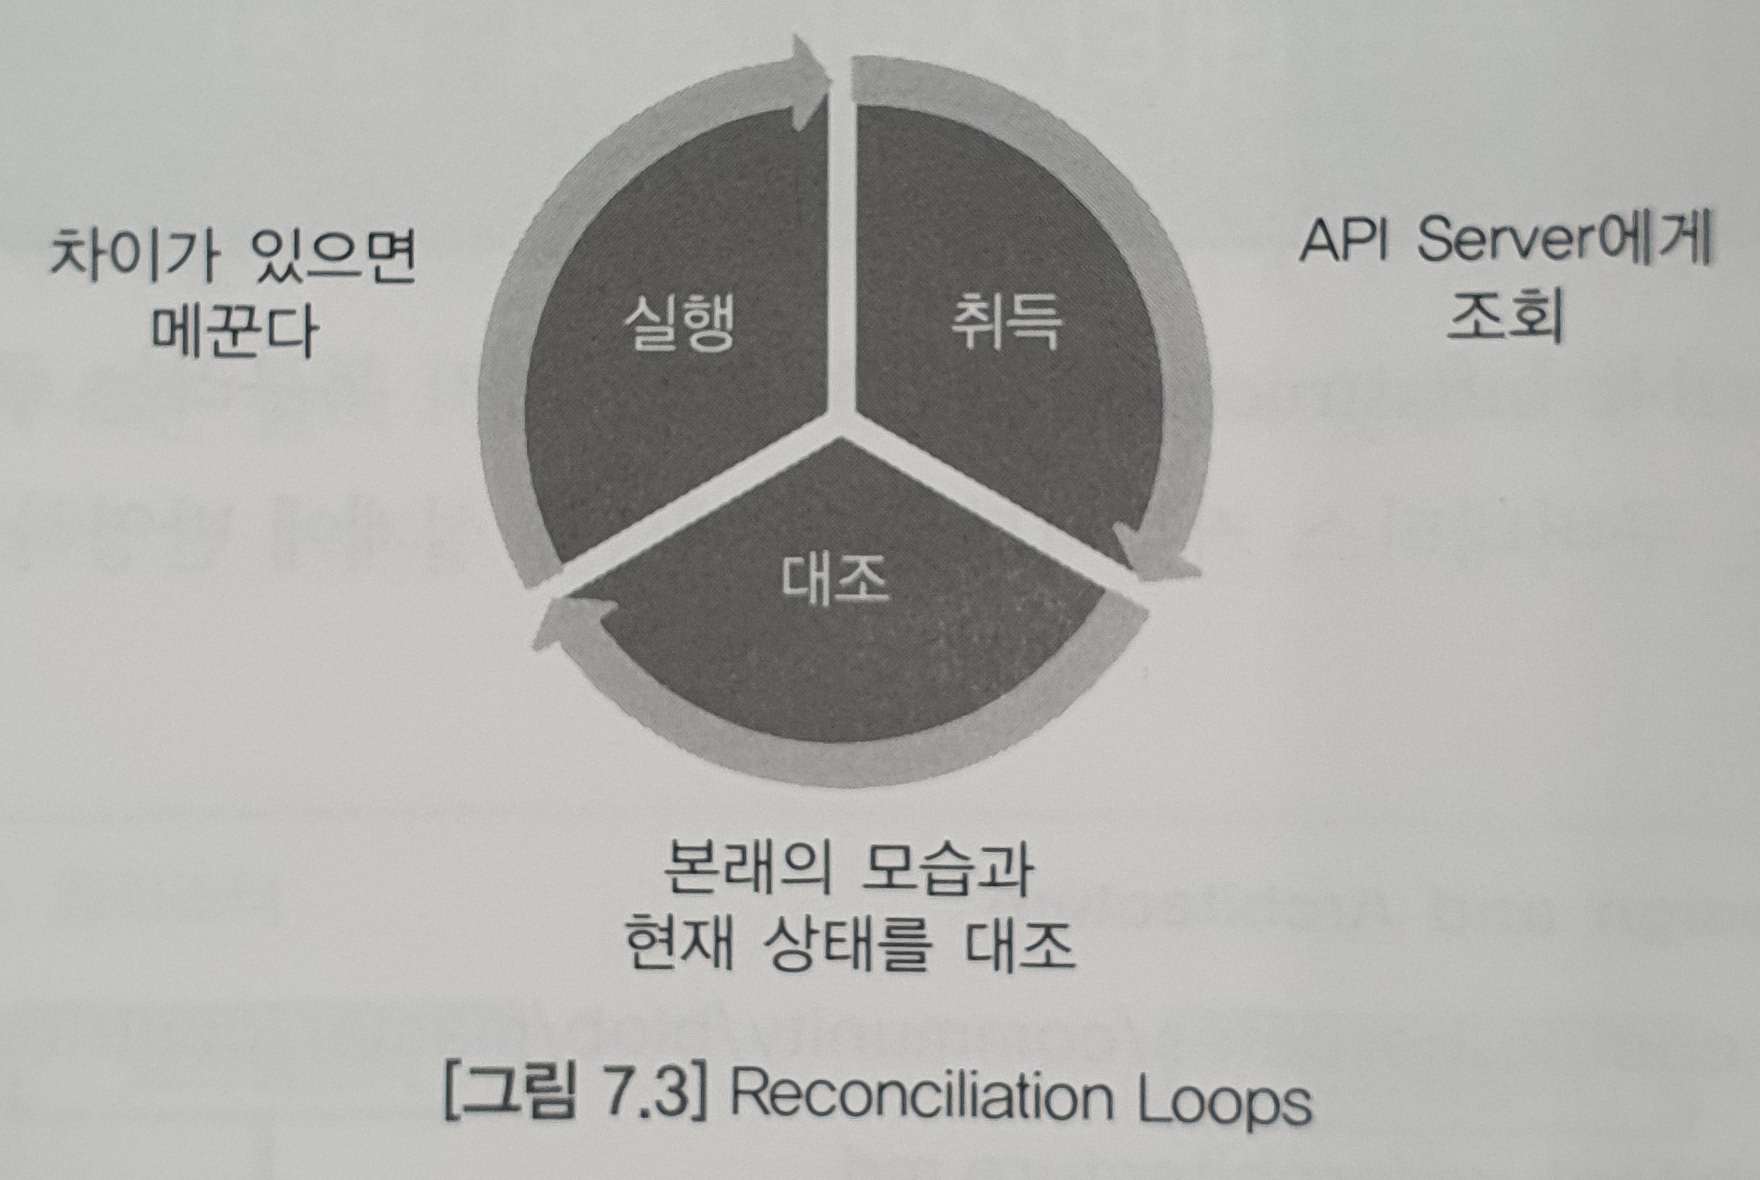 차이가 있으면
메꾼다
실행
취득
API Server에게
조회
대조
본래의 모습과
현재 상태를 대조
[그림 7.3] Reconciliation Loops